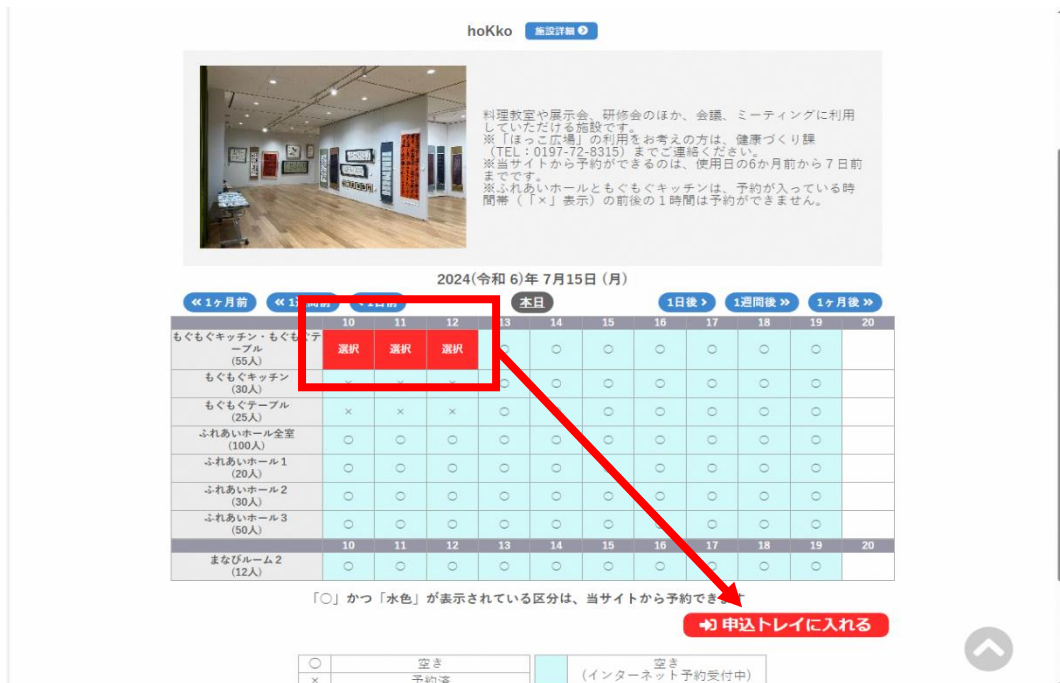 hoKko 施設詳細
料理教室や展示会、研修会のほか、会議、ミーティングに利用
していただける施設です。
※「ほっこ広場」の利用をお考えの方は、健康づくり課
（TEL：0197-72-8315）までご連絡ください。
※当サイトから予約ができるのは、使用日の6か月前から７日前
までです。
※ふれあいホールともぐもぐキッチンは、予約が入っている時
間帯（「×」表示）の前後の１時間は予約ができません。
2024(令和 6)年 7月15日 (月)
1ヶ月前 本日 1日後 1週間後 1ヶ月後
10 11 12 13 14 15 16 17 18 19 20
もぐもぐキッチン・もぐもぐテ
ーブル
(55人)
選択 選択 選択 ○ ○ ○ ○ ○ ○ ○
もぐもぐキッチン
(30人)
× × × ○ ○ ○ ○ ○ ○ ○
もぐもぐテーブル
(25人)
× × × ○ ○ ○ ○ ○ ○ ○
ふれあいホール全室
(100人)
○ ○ ○ ○ ○ ○ ○ ○ ○ ○
ふれあいホール１
(20人)
○ ○ ○ ○ ○ ○ ○ ○ ○ ○
ふれあいホール２
(30人)
○ ○ ○ ○ ○ ○ ○ ○ ○ ○
ふれあいホール３
(50人)
○ ○ ○ ○ ○ ○ ○ ○ ○ ○
10 11 12 13 14 15 16 17 18 19 20
まなびルーム２
(12人)
○ ○ ○ ○ ○ ○ ○ ○ ○ ○
「○」かつ「水色」が表示されている区分は、当サイトから予約できます
申込トレイに入れる
○ 空き 空き
(インターネット予約受付中)
× 予約済